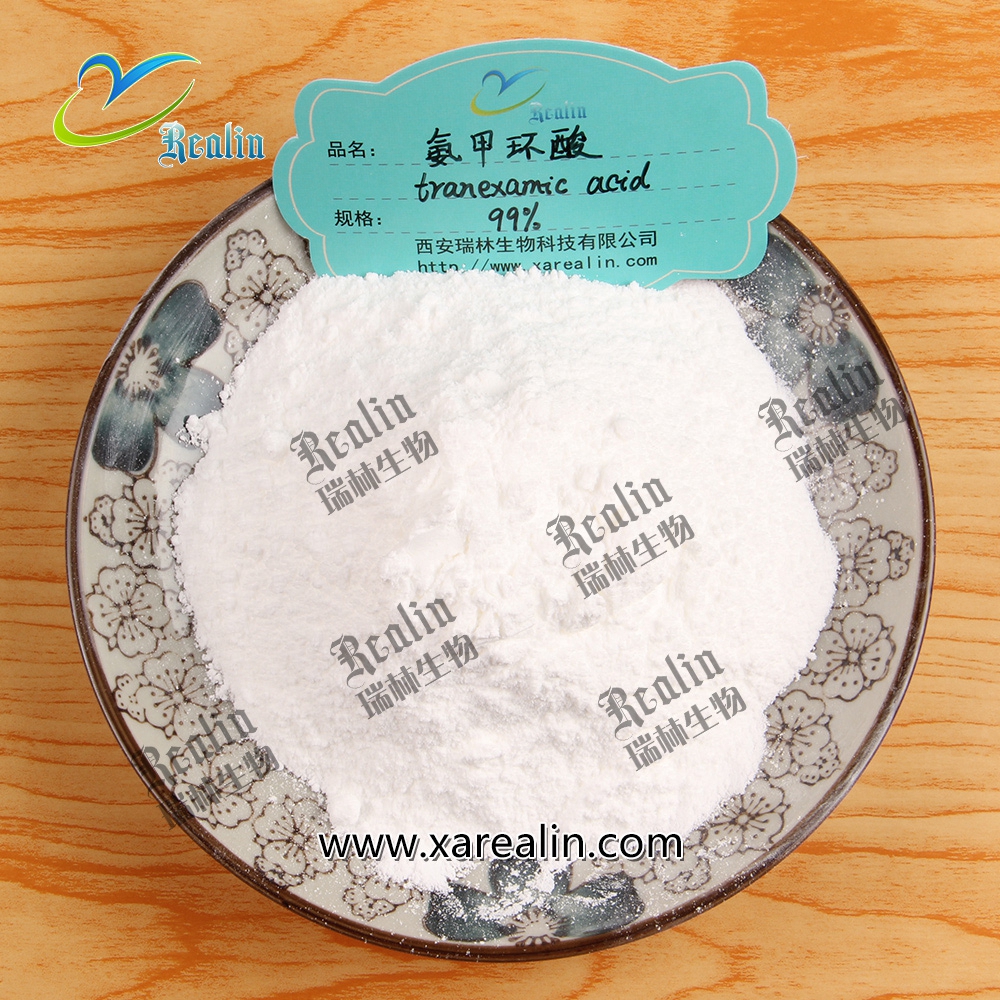 Realin
Realin
品名: 氨甲环酸
tranexamic acid
规格: 99%
西安瑞林生物科技有限公司
http://www.xarealin.com
Realin
瑞林生物
Realin
瑞林生物
Realin
瑞林生物
Realin
瑞林生物
Realin
瑞林生物
Realin
瑞林生物
www.xarealin.com